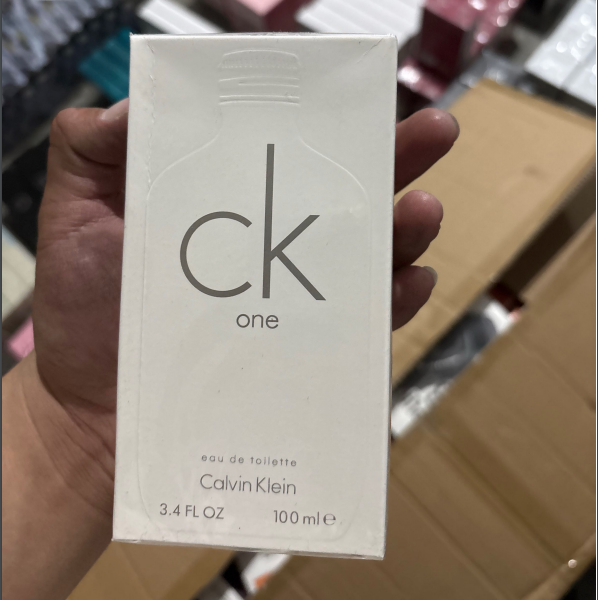 ck
one
eau de toilette
Calvin Klein
3.4 FL OZ 100 ml ℮